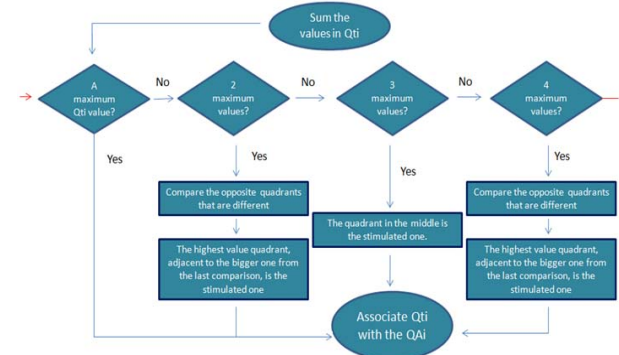 Sum the
values in Qti
A
maximum
Qti value?
No
2
maximum
values?
No
3
maximum
values?
No
4
maximum
values?
Yes
Yes
Yes
Yes
Compare the opposite quadrants
that are different
The quadrant in the middle is
the stimulated one.
Compare the opposite quadrants
that are different
The highest value quadrant,
adjacent to the bigger one from
the last comparison, is the
stimulated one
The highest value quadrant,
adjacent to the bigger one from
the last comparison, is the
stimulated one
Associate Qti
with the QAi